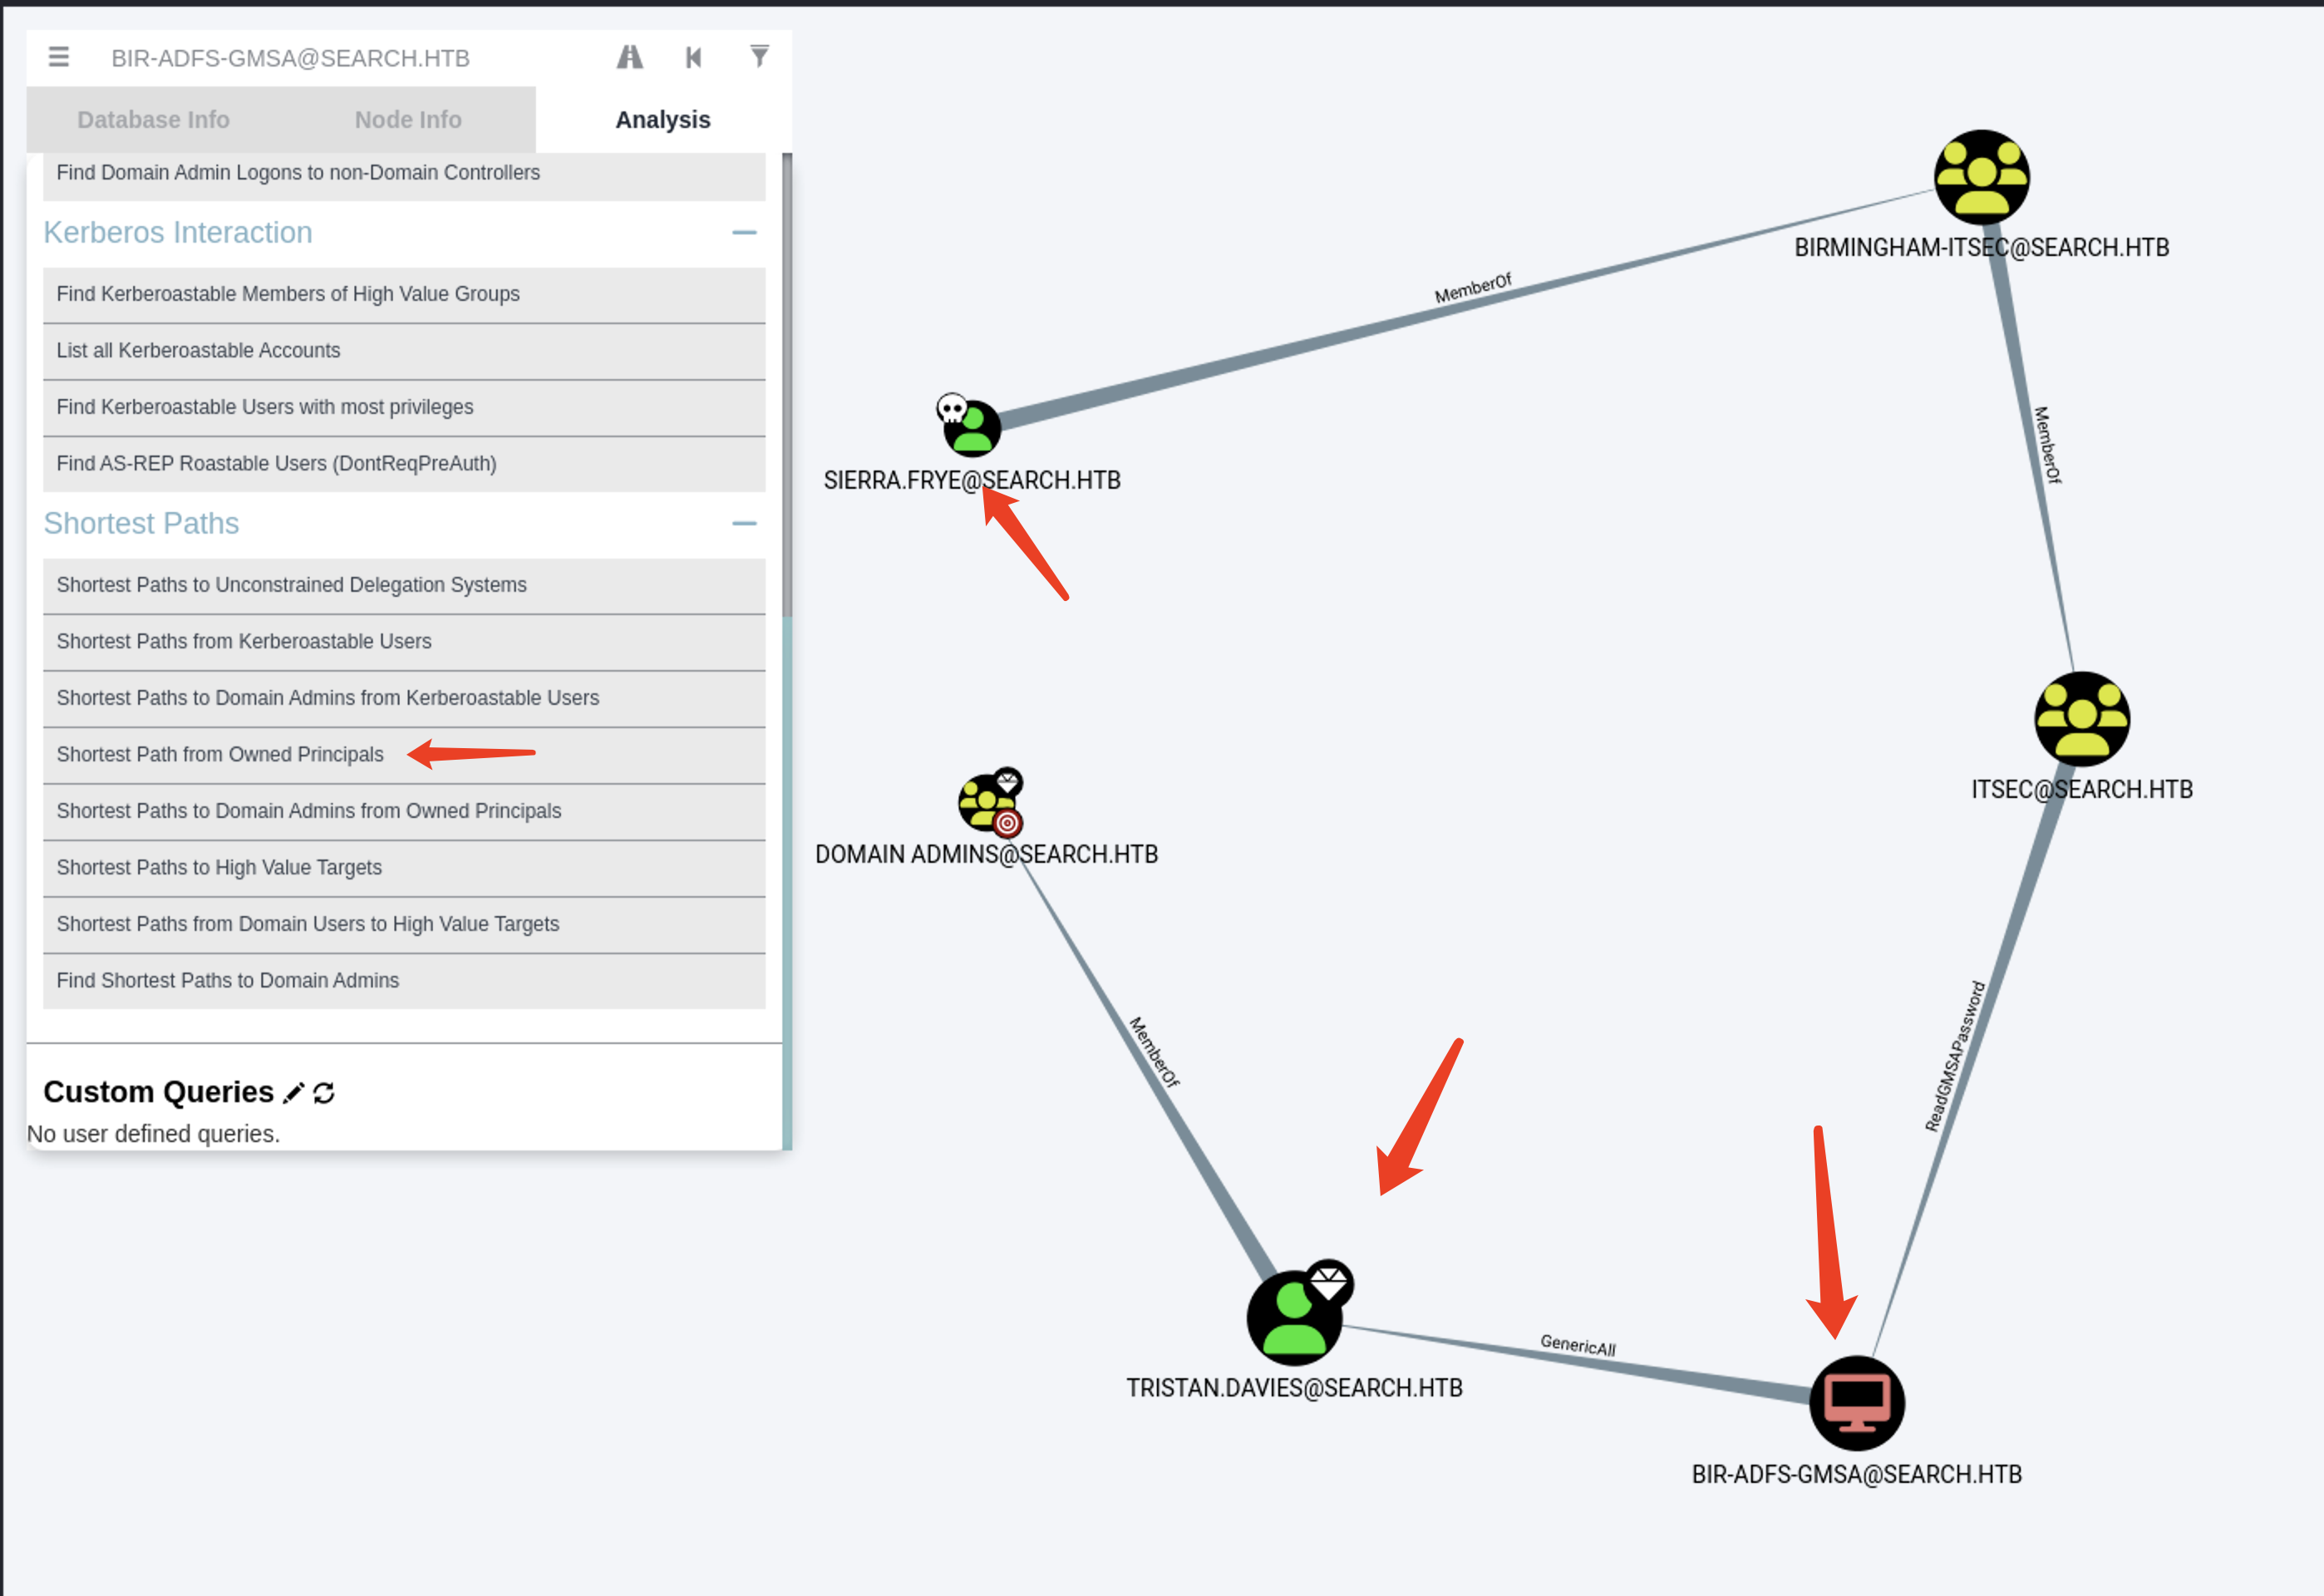 BIR-ADFS-GMSA@SEARCH.HTB
Database Info
Node Info
Analysis
Find Domain Admin Logons to non-Domain Controllers
Kerberos Interaction
Find Kerberoastable Members of High Value Groups
List all Kerberoastable Accounts
Find Kerberoastable Users with most privileges
Find AS-REP Roastable Users (DontReqPreAuth)
Shortest Paths
Shortest Paths to Unconstrained Delegation Systems
Shortest Paths from Kerberoastable Users
Shortest Paths to Domain Admins from Kerberoastable Users
Shortest Path from Owned Principals
Shortest Paths to Domain Admins from Owned Principals
Shortest Paths to High Value Targets
Shortest Paths from Domain Users to High Value Targets
Find Shortest Paths to Domain Admins
Custom Queries
No user defined queries.
BIRMINGHAM-ITSEC@SEARCH.HTB
MemberOf
SIERRA.FRYE@SEARCH.HTB
MemberOf
ITSEC@SEARCH.HTB
DOMAIN ADMINS@SEARCH.HTB
MemberOf
ReadGMSAPassword
GenericAll
TRISTAN.DAVIES@SEARCH.HTB
BIR-ADFS-GMSA@SEARCH.HTB